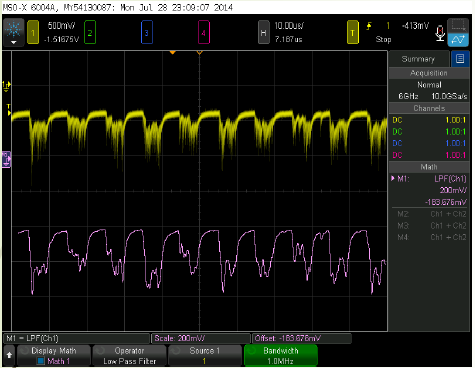 MSO-X 6004A, MY54130087: Mon Jul 28 23:09:07 2014
1 500mV/ 2 3 4 H 10.00us/ T 1 -413mV
-1.51675V 7.187us Stop
Summary
Acquisition
Normal
6GHz 10.0GSa/s
Channels
DC 1.00:1
DC 1.00:1
DC 1.00:1
DC 1.00:1
Math
M1: LPF(Ch1)
200mV/
-183.676mV
M2: Ch1 + Ch2
M3: Ch1 + Ch2
M4: Ch1 + Ch2
T
M1 = LPF(Ch1) Scale: 200mV/ Offset: -183.676mV
Display Math Operator Source 1 Bandwidth
Math 1 Low Pass Filter 1 1.0MHz